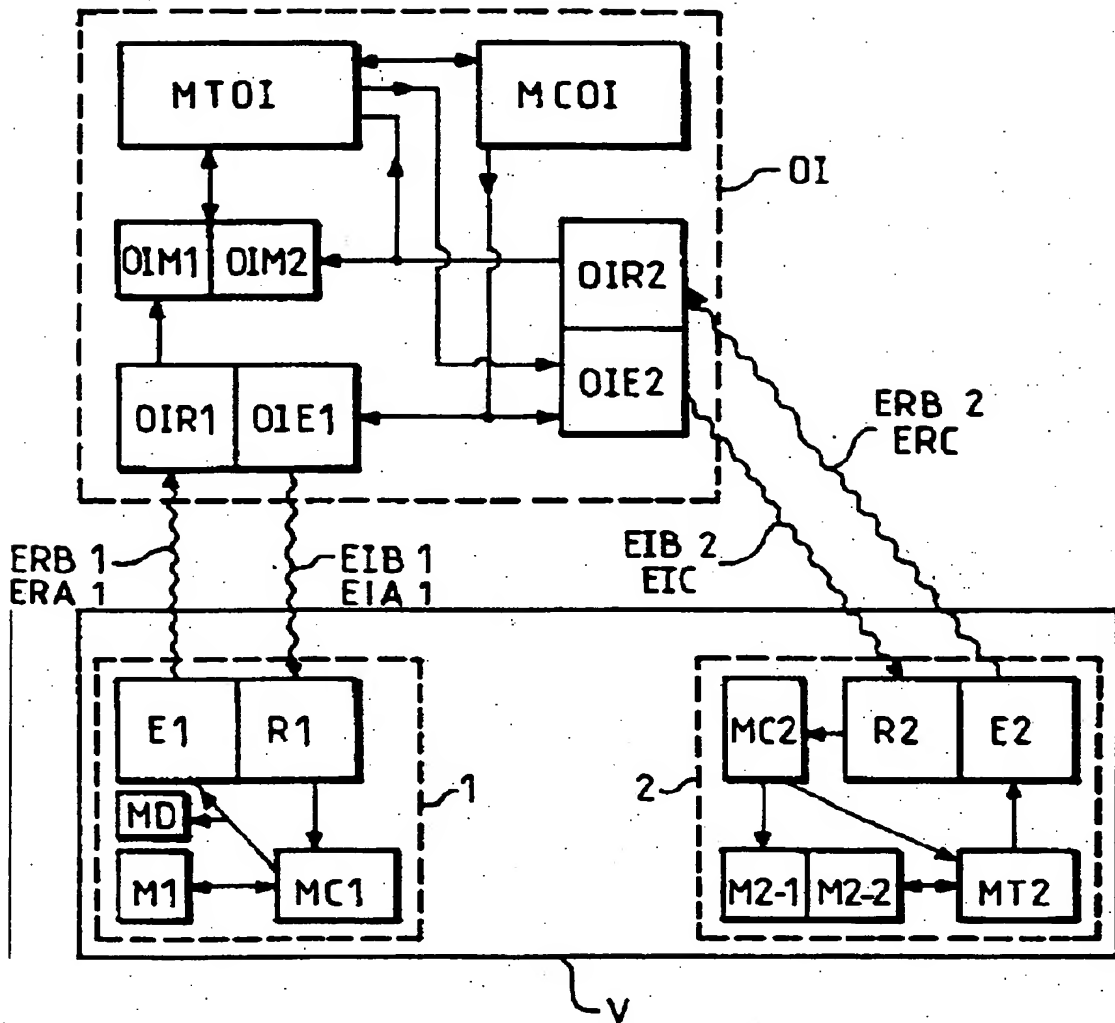 MTOI
MCOI
OI
OIM1
OIM2
OIR2
OIE2
OIR1
OIE1
ERB 2
ERC
ERB 1
ERA 1
EIB 1
EIA 1
EIB 2
EIC
E1
R1
MC2
R2
E2
1
2
MD
M1
MC1
M2-1
M2-2
MT2
V